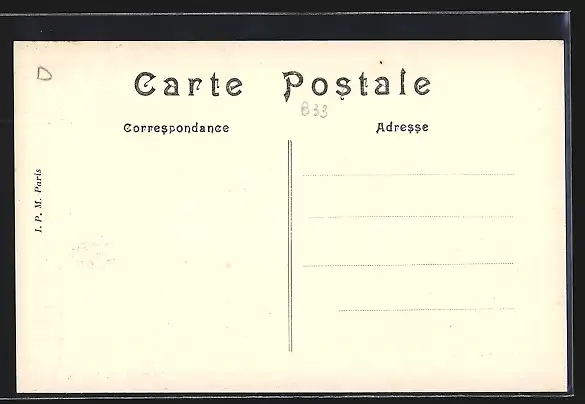 D
Carte Postale
B33
Correspondance
Adresse
I. P. M. Paris